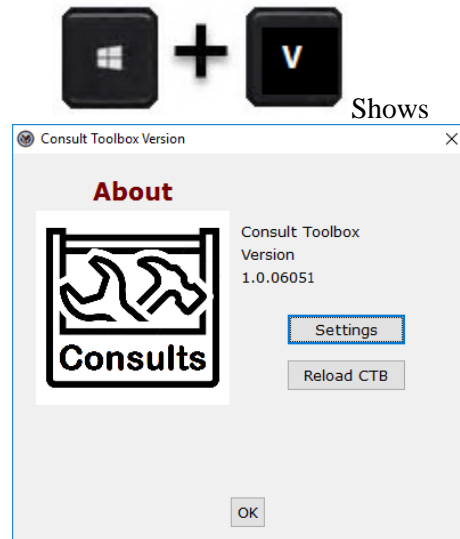 + V Shows
Consult Toolbox Version
About
Consult Toolbox
Version
1.0.06051
Settings
Consults
Reload CTB
OK